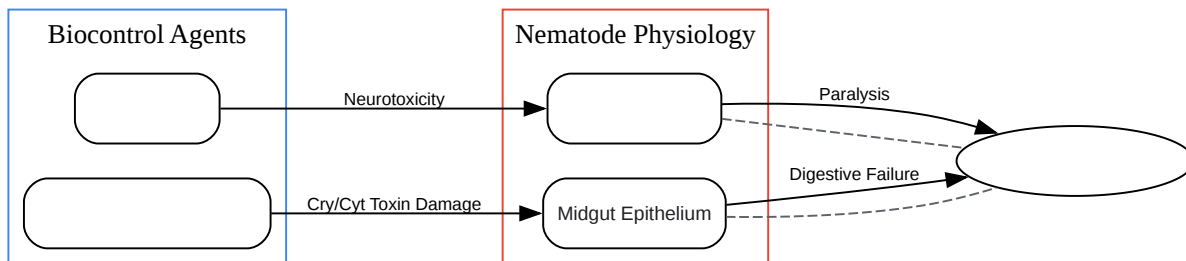 Biocontrol Agents
Nematode Physiology
Neurotoxicity
Paralysis
Cry/Cyt Toxin Damage
Midgut Epithelium
Digestive Failure